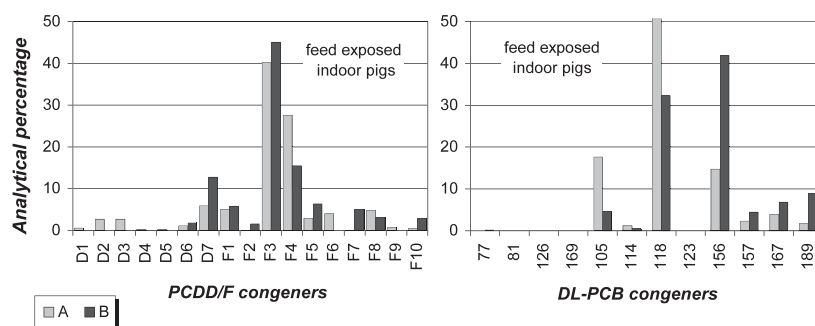 Analytical percentage
50
40
30
20
10
0
feed exposed
indoor pigs
D1 D2 D3 D4 D5 D6 D7 F1 F2 F3 F4 F5 F6 F7 F8 F9 F10
PCDD/F congeners
50
40
30
20
10
0
feed exposed
indoor pigs
77 81 126 169 105 114 118 123 156 157 167 189
DL-PCB congeners
A B